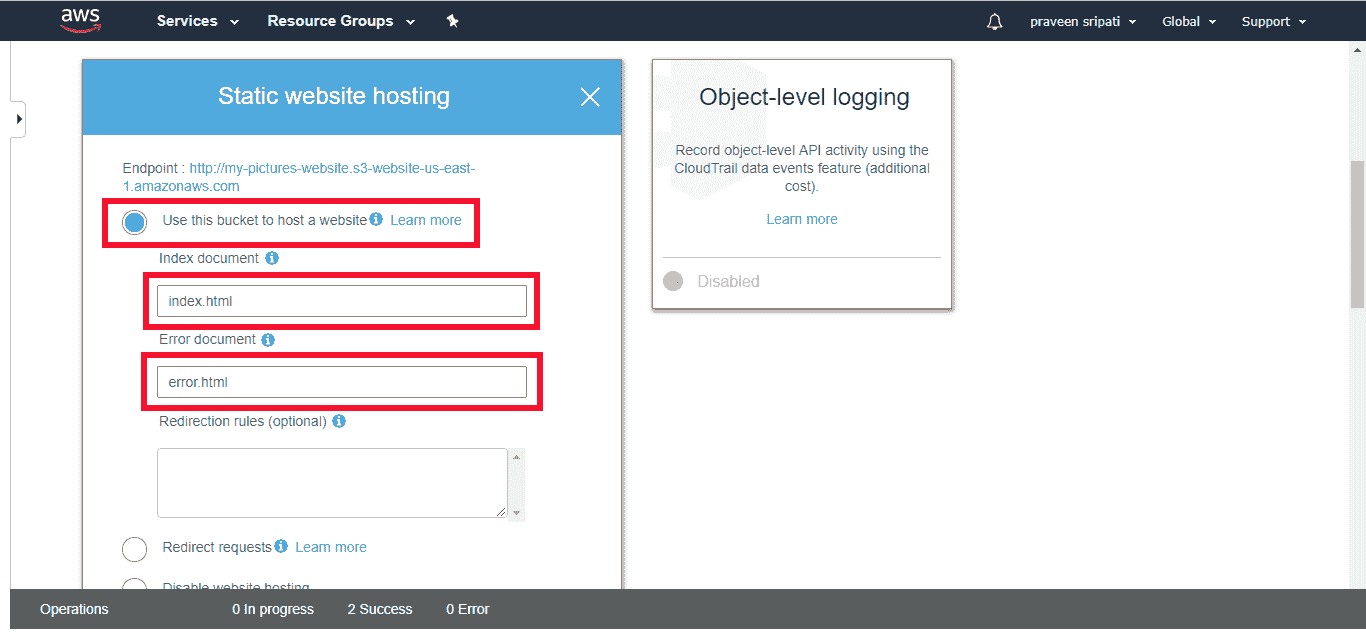 aws Services Resource Groups praveen sripati Global Support
Static website hosting
Endpoint : http://my-pictures-website.s3-website-us-east-
1.amazonaws.com
Use this bucket to host a website Learn more
Index document
index.html
Error document
error.html
Redirection rules (optional)
Redirect requests Learn more
Disable website hosting
Object-level logging
Record object-level API activity using the
CloudTrail data events feature (additional
cost).
Learn more
Disabled
Operations 0 In progress 2 Success 0 Error